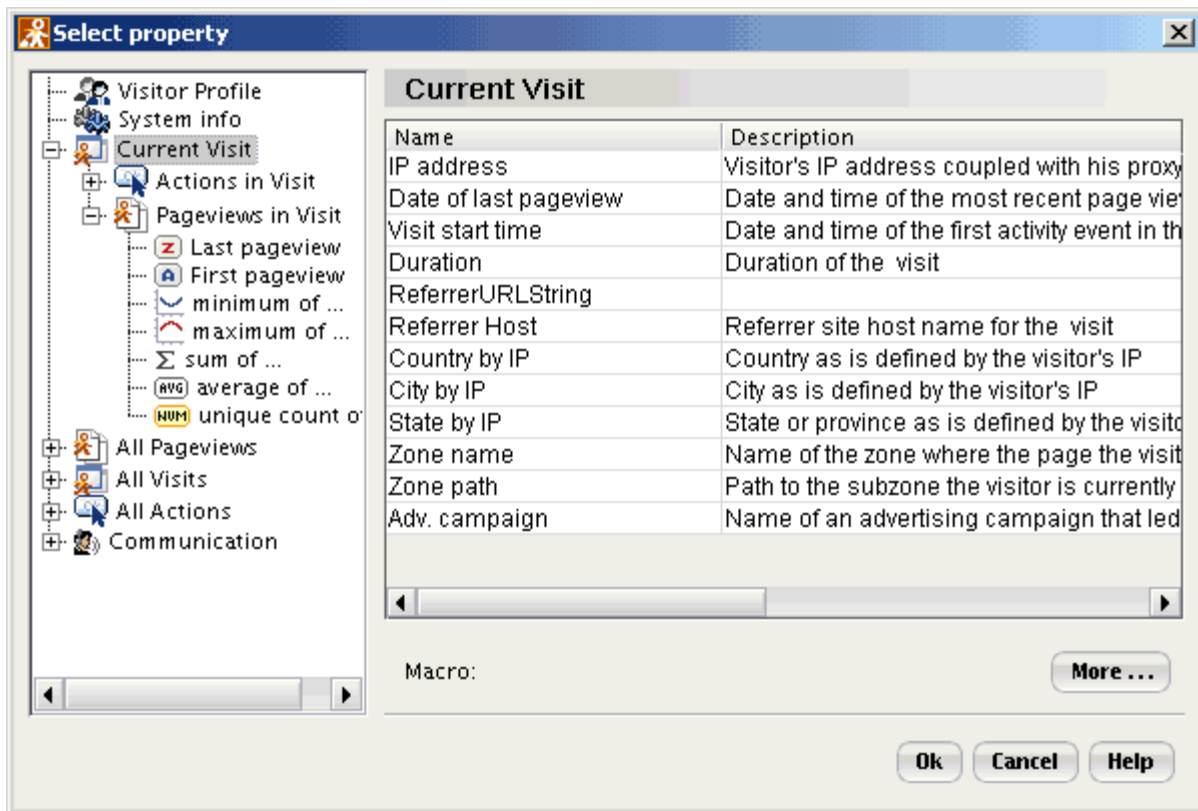 Select property
Visitor Profile
System info
Current Visit
Actions in Visit
Pageviews in Visit
Last pageview
First pageview
minimum of ...
maximum of ...
sum of ...
AVG average of ...
NUM unique count of
All Pageviews
All Visits
All Actions
Communication
Current Visit
Name Description
IP address Visitor's IP address coupled with his proxy
Date of last pageview Date and time of the most recent page vie
Visit start time Date and time of the first activity event in th
Duration Duration of the visit
ReferrerURLString
Referrer Host Referrer site host name for the visit
Country by IP Country as is defined by the visitor's IP
City by IP City as is defined by the visitor's IP
State by IP State or province as is defined by the visito
Zone name Name of the zone where the page the visit
Zone path Path to the subzone the visitor is currently
Adv. campaign Name of an advertising campaign that led
Macro:
More ...
Ok Cancel Help